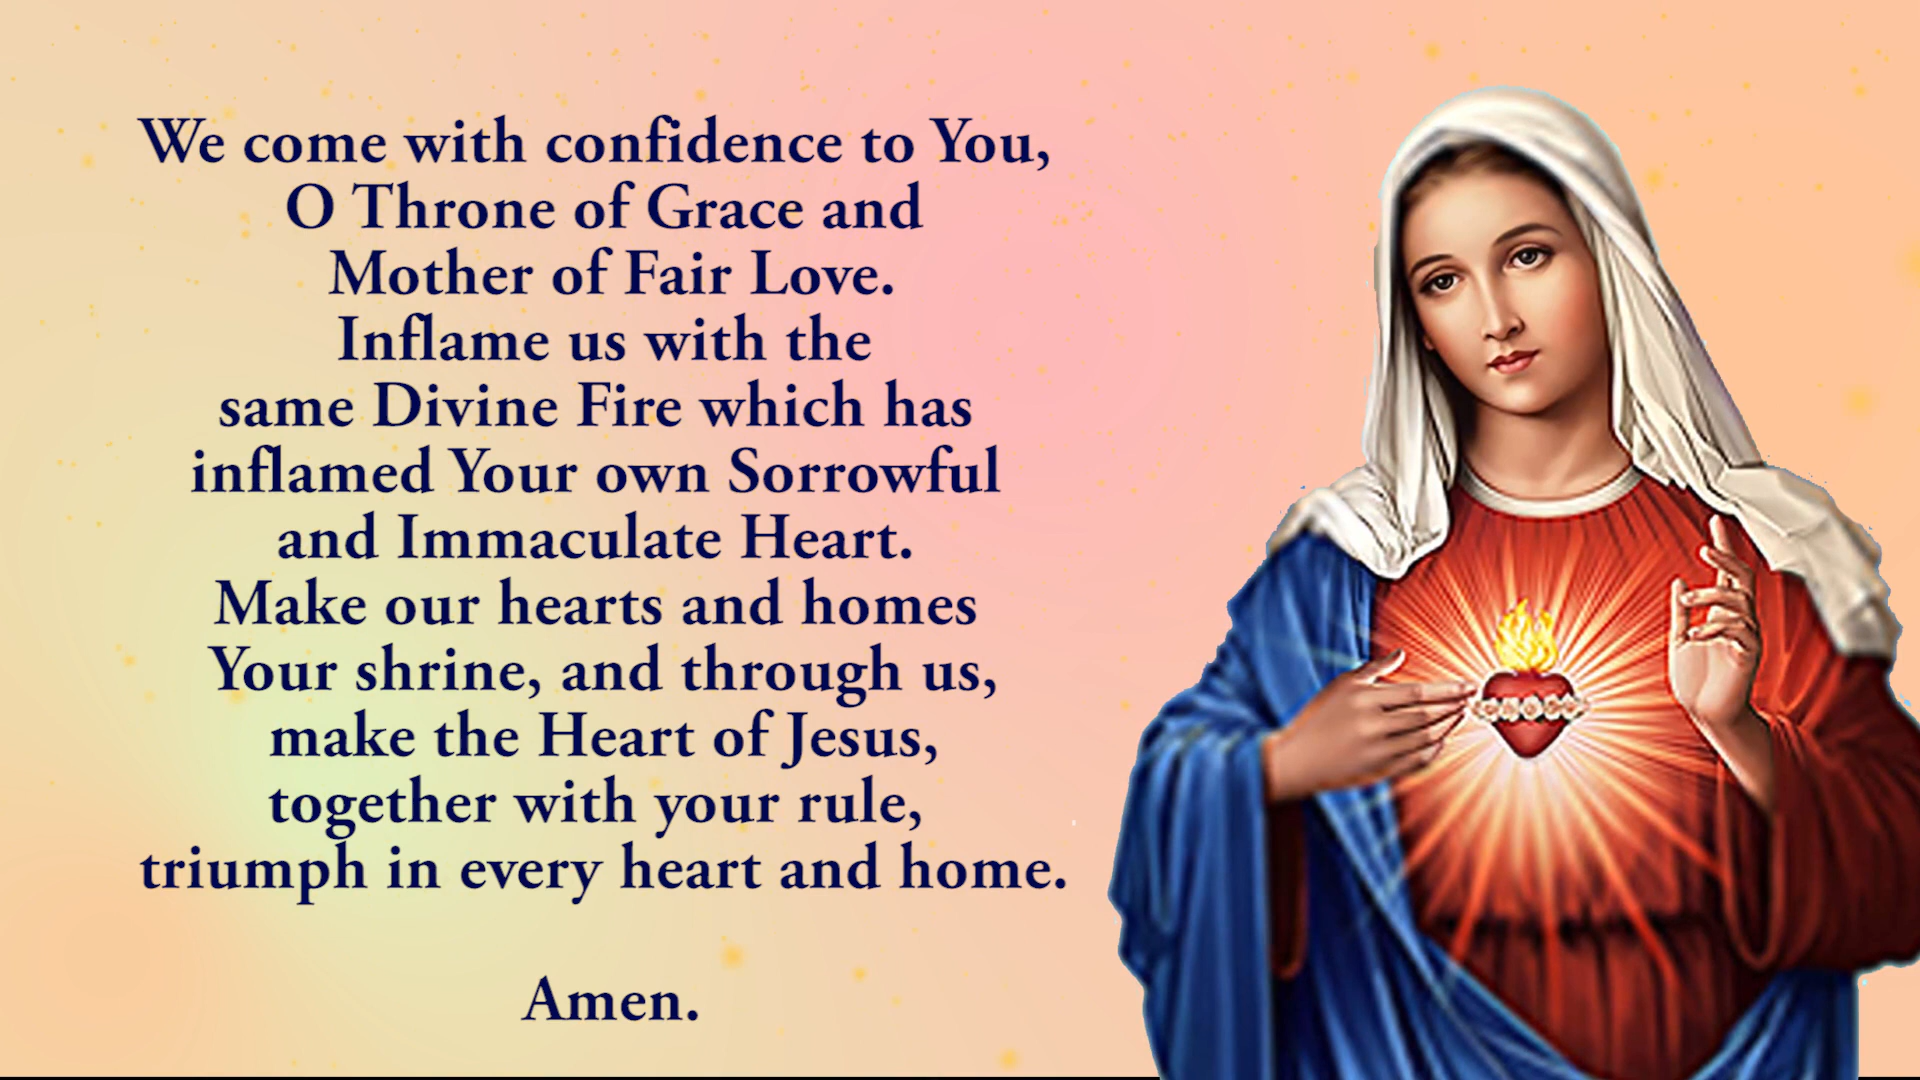 We come with confidence to You,
O Throne of Grace and
Mother of Fair Love.
Inflame us with the
same Divine Fire which has
inflamed Your own Sorrowful
and Immaculate Heart.
Make our hearts and homes
Your shrine, and through us,
make the Heart of Jesus,
together with your rule,
triumph in every heart and home.
Amen.